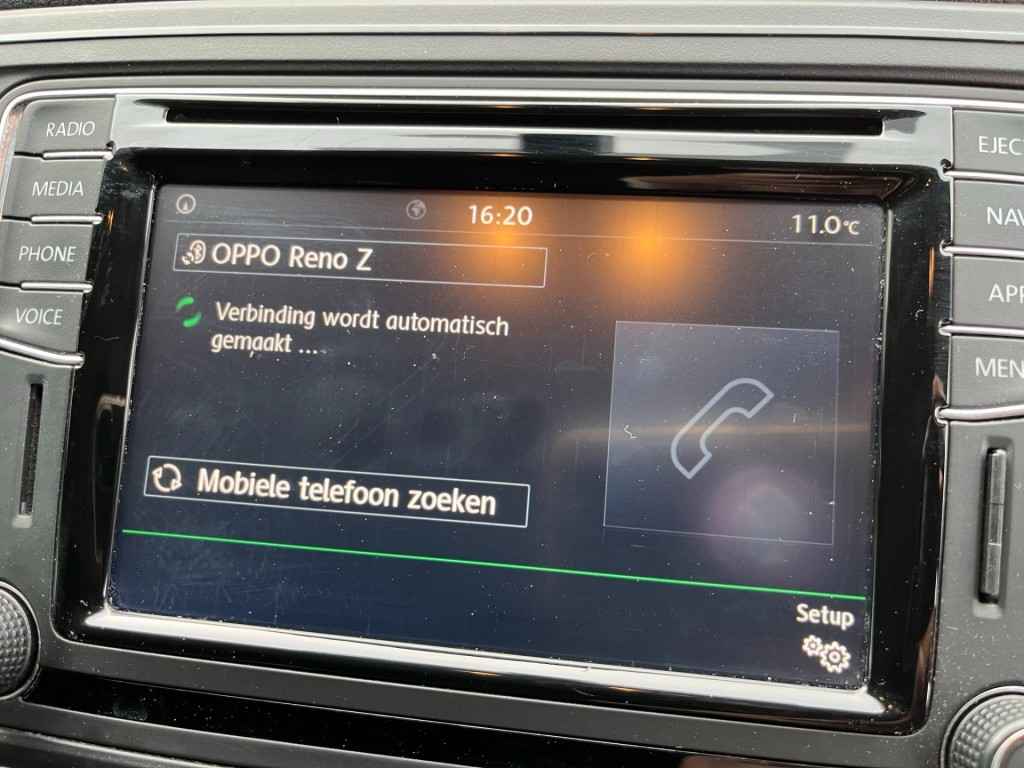 RADIO
MEDIA
PHONE
VOICE
16:20
11.0°C
OPPO Reno Z
Verbinding wordt automatisch
gemaakt ...
Mobiele telefoon zoeken
Setup
EJECT
NAV
APP
MEN